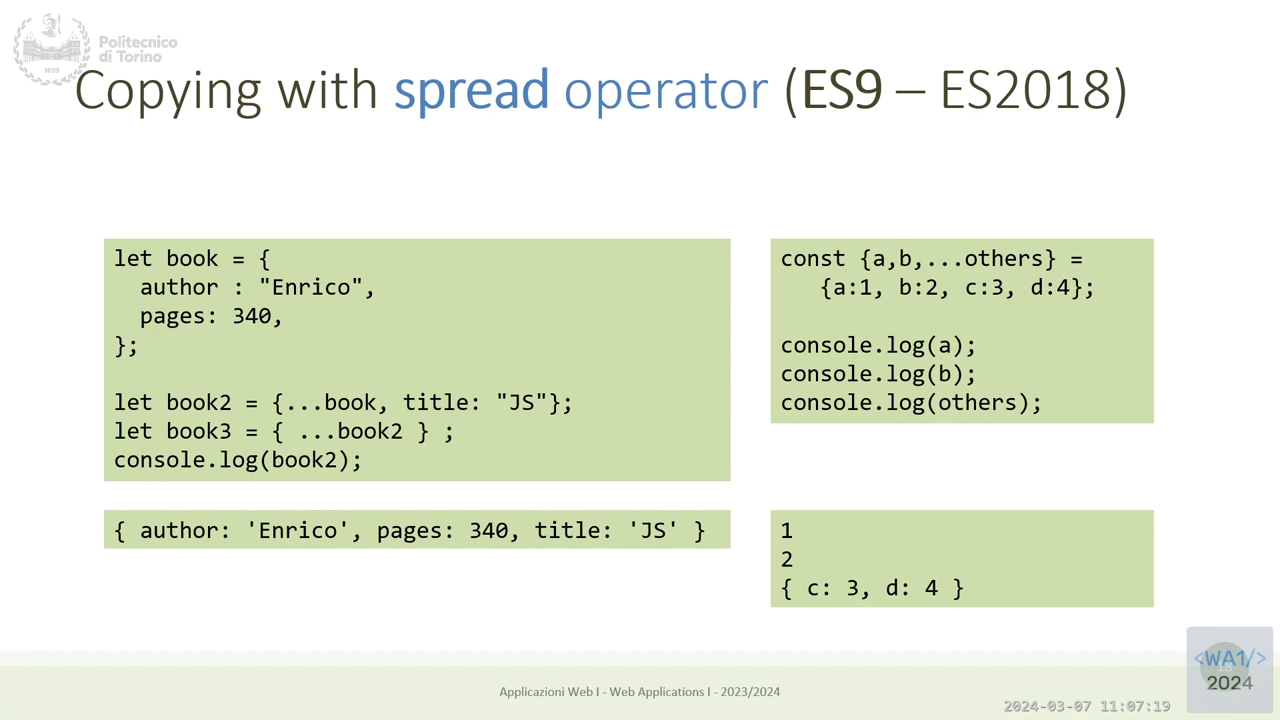 Politecnico
di Torino
1859
Copying with spread operator (ES9 – ES2018)
let book = {
  author : "Enrico",
  pages: 340,
};
let book2 = {...book, title: "JS"};
let book3 = { ...book2 } ;
console.log(book2);
{ author: 'Enrico', pages: 340, title: 'JS' }
const {a,b,...others} =
   {a:1, b:2, c:3, d:4};
console.log(a);
console.log(b);
console.log(others);
1
2
{ c: 3, d: 4 }
Applicazioni Web I - Web Applications I - 2023/2024
<WA1/>
2024
2024-03-07 11:07:19